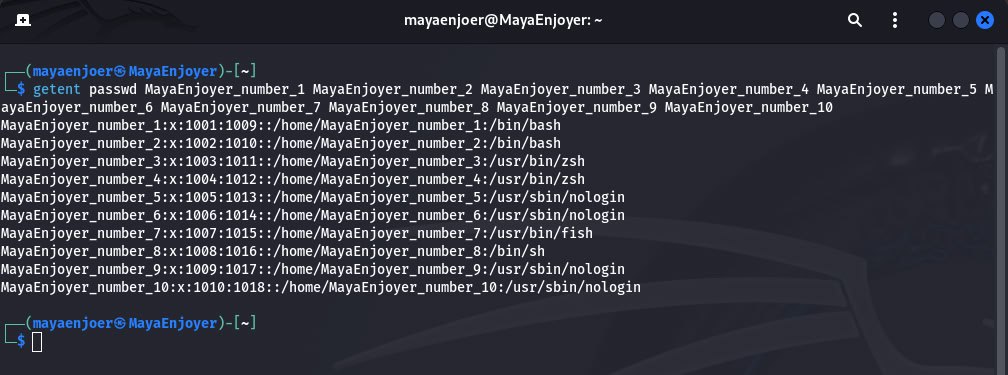 mayaenjoer@MayaEnjoyer: ~
┌──(mayaenjoer㉿MayaEnjoyer)-[~]
└─$ getent passwd MayaEnjoyer_number_1 MayaEnjoyer_number_2 MayaEnjoyer_number_3 MayaEnjoyer_number_4 MayaEnjoyer_number_5 M
ayaEnjoyer_number_6 MayaEnjoyer_number_7 MayaEnjoyer_number_8 MayaEnjoyer_number_9 MayaEnjoyer_number_10
MayaEnjoyer_number_1:x:1001:1009::/home/MayaEnjoyer_number_1:/bin/bash
MayaEnjoyer_number_2:x:1002:1010::/home/MayaEnjoyer_number_2:/bin/bash
MayaEnjoyer_number_3:x:1003:1011::/home/MayaEnjoyer_number_3:/usr/bin/zsh
MayaEnjoyer_number_4:x:1004:1012::/home/MayaEnjoyer_number_4:/usr/bin/zsh
MayaEnjoyer_number_5:x:1005:1013::/home/MayaEnjoyer_number_5:/usr/sbin/nologin
MayaEnjoyer_number_6:x:1006:1014::/home/MayaEnjoyer_number_6:/usr/sbin/nologin
MayaEnjoyer_number_7:x:1007:1015::/home/MayaEnjoyer_number_7:/usr/bin/fish
MayaEnjoyer_number_8:x:1008:1016::/home/MayaEnjoyer_number_8:/bin/sh
MayaEnjoyer_number_9:x:1009:1017::/home/MayaEnjoyer_number_9:/usr/sbin/nologin
MayaEnjoyer_number_10:x:1010:1018::/home/MayaEnjoyer_number_10:/usr/sbin/nologin
┌──(mayaenjoer㉿MayaEnjoyer)-[~]
└─$